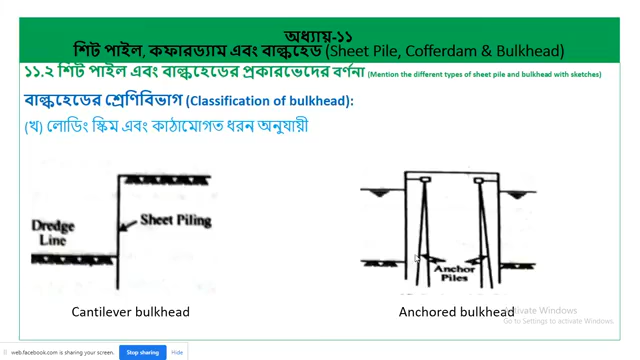 অধ্যায়-১১
শিট পাইল, কফারড্যাম এবং বাল্কহেড (Sheet Pile, Cofferdam & Bulkhead)
১১.২ শিট পাইল এবং বাল্কহেডের প্রকারভেদের বর্ণনা (Mention the different types of sheet pile and bulkhead with sketches)
বাল্কহেডের শ্রেণিবিভাগ (Classification of bulkhead):
(খ) লোডিং স্কিম এবং কাঠামোগত ধরন অনুযায়ী
Dredge
Line
Sheet Piling
Anchor
Piles
Cantilever bulkhead
Anchored bulkhead
Activate Windows
Go to Settings to activate Windows.
web.facebook.com is sharing your screen.
Stop sharing
Hide